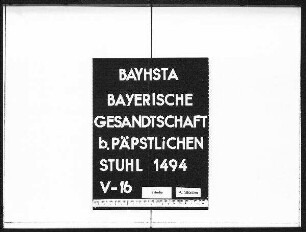 BAYHSTA
BAYERISCHE
GESANDTSCHAFT
b. PÄPSTLiCHEN
STUHL 1494
V-16